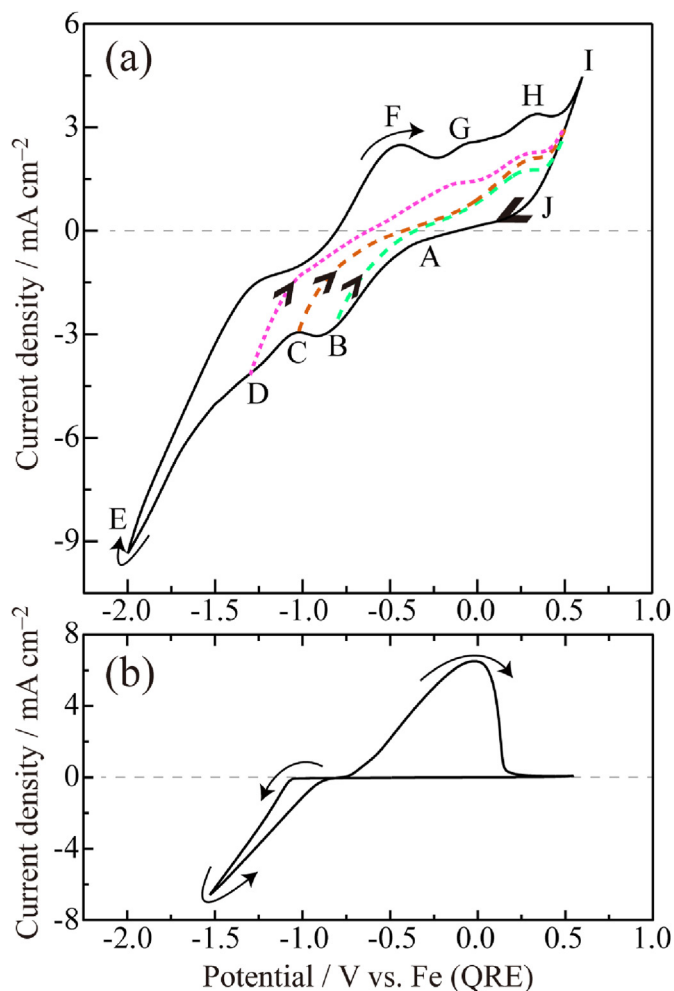 (a)
6
3
0
-3
-6
-9
Current density / mA cm⁻²
A
B
C
D
E
F
G
H
I
J
-2.0 -1.5 -1.0 -0.5 0.0 0.5 1.0
(b)
8
4
0
-4
-8
Current density / mA cm⁻²
-2.0 -1.5 -1.0 -0.5 0.0 0.5 1.0
Potential / V vs. Fe (QRE)